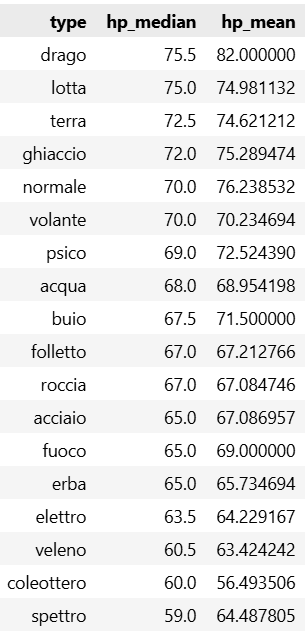 type hp_median hp_mean
drago 75.5 82.000000
lotta 75.0 74.981132
terra 72.5 74.621212
ghiaccio 72.0 75.289474
normale 70.0 76.238532
volante 70.0 70.234694
psico 69.0 72.524390
acqua 68.0 68.954198
buio 67.5 71.500000
folletto 67.0 67.212766
roccia 67.0 67.084746
acciaio 65.0 67.086957
fuoco 65.0 69.000000
erba 65.0 65.734694
elettro 63.5 64.229167
veleno 60.5 63.424242
coleottero 60.0 56.493506
spettro 59.0 64.487805